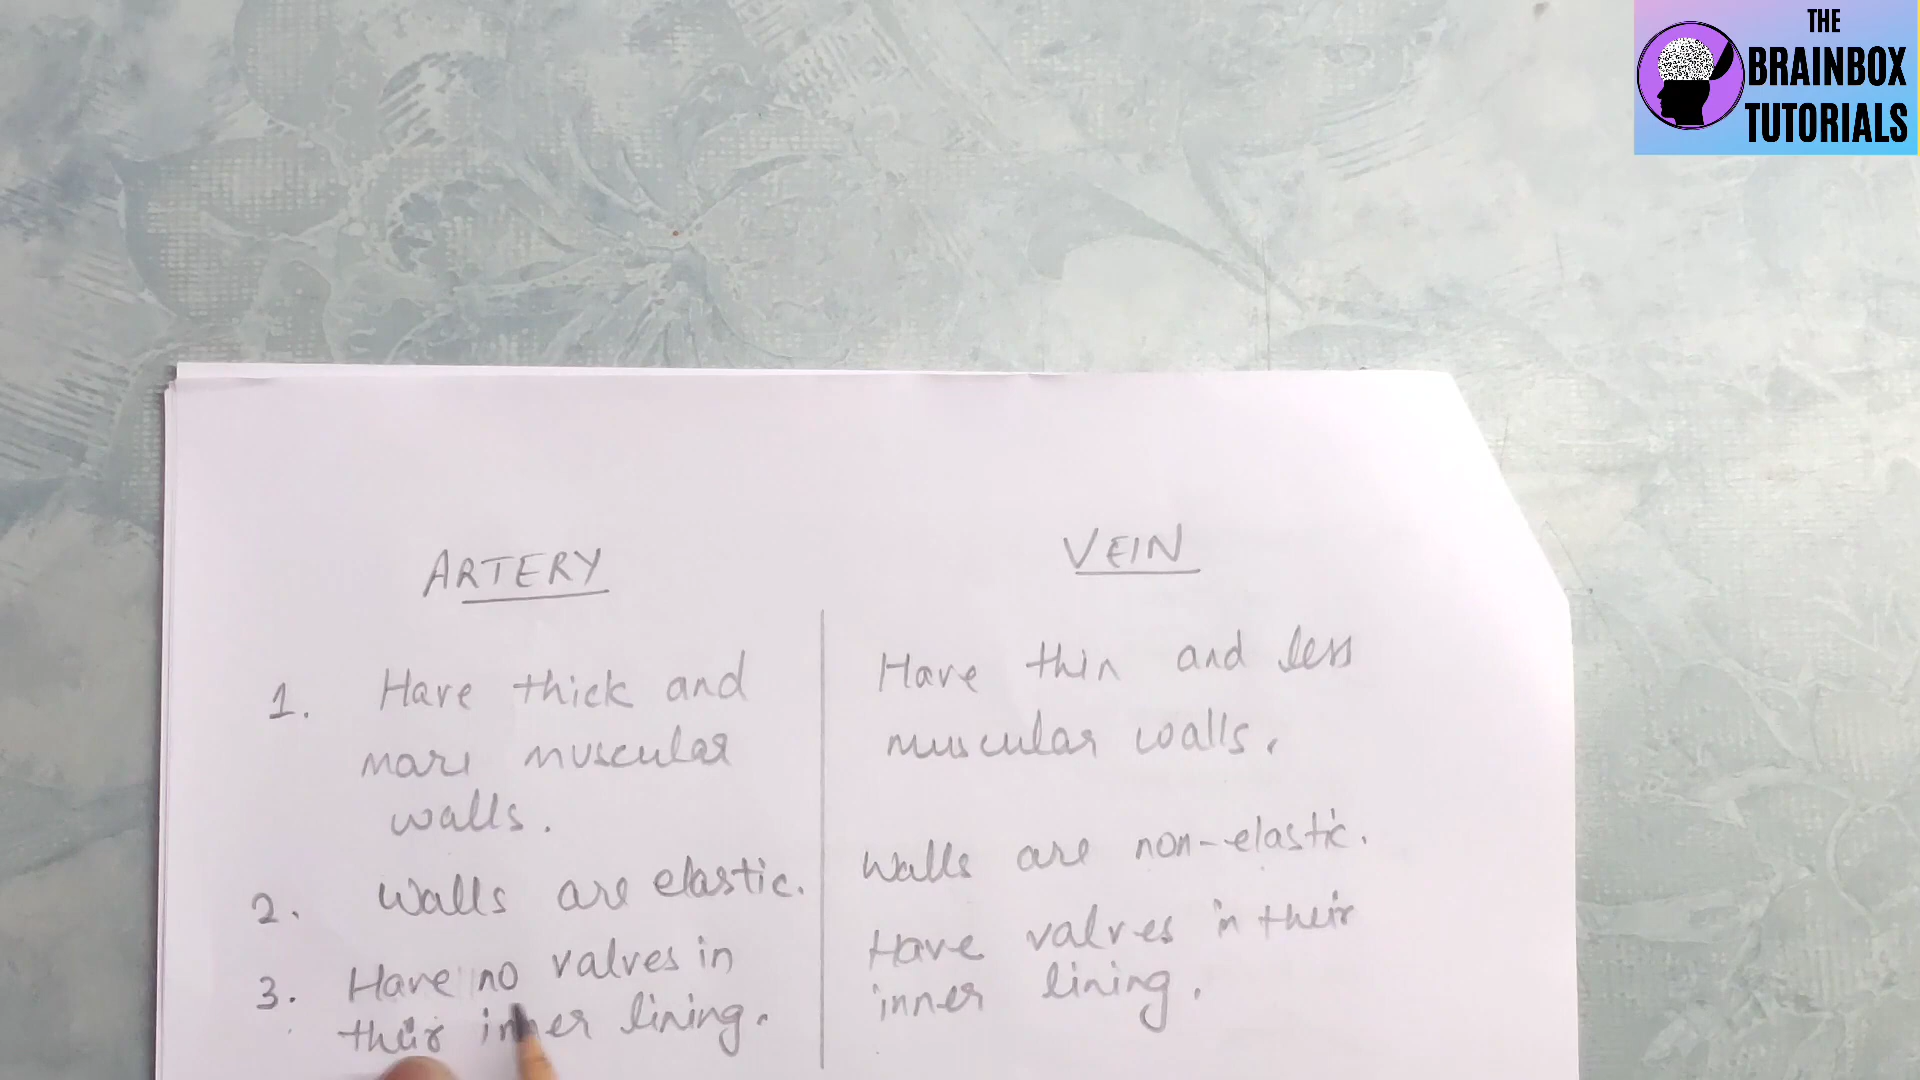 THE
BRAINBOX
TUTORIALS
ARTERY
1. Have thick and
more muscular
walls.
2. Walls are elastic.
3. Have no valves in
their inner lining.
VEIN
Have thin and less
muscular walls.
Walls are non-elastic.
Have valves in their
inner lining.